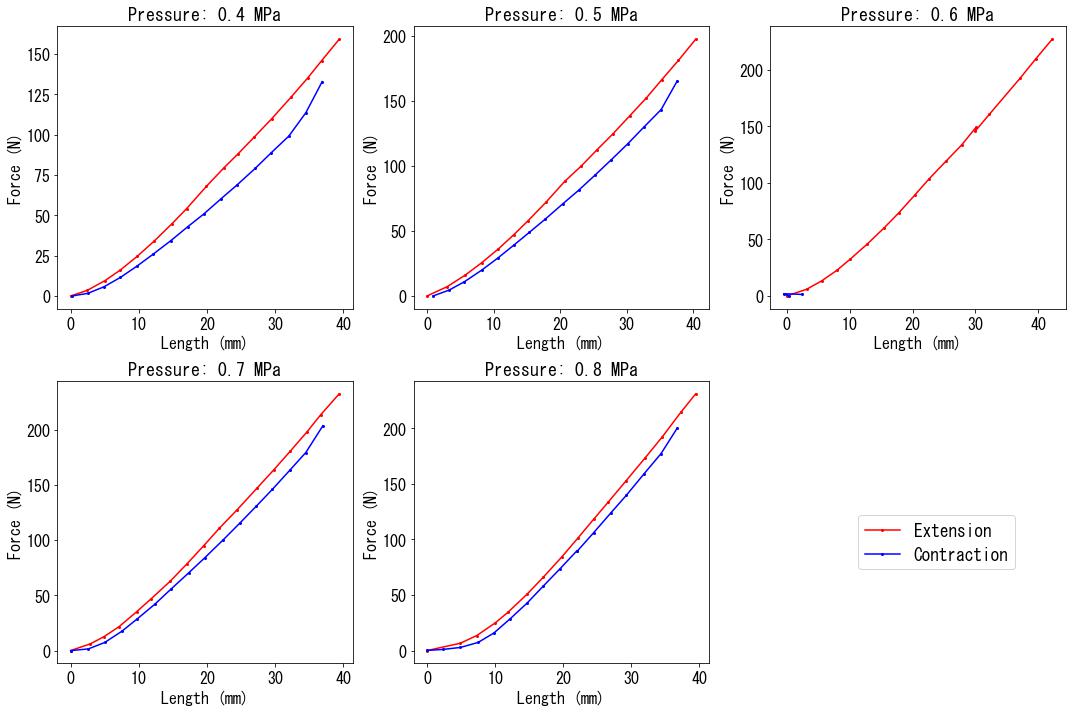 Pressure: 0.4 MPa
150
125
100
75
50
25
0
Force (N)
0 10 20 30 40
Length (mm)
Pressure: 0.5 MPa
200
150
100
50
0
Force (N)
0 10 20 30 40
Length (mm)
Pressure: 0.6 MPa
200
150
100
50
0
Force (N)
0 10 20 30 40
Length (mm)
Pressure: 0.7 MPa
200
150
100
50
0
Force (N)
0 10 20 30 40
Length (mm)
Pressure: 0.8 MPa
200
150
100
50
0
Force (N)
0 10 20 30 40
Length (mm)
Extension
Contraction